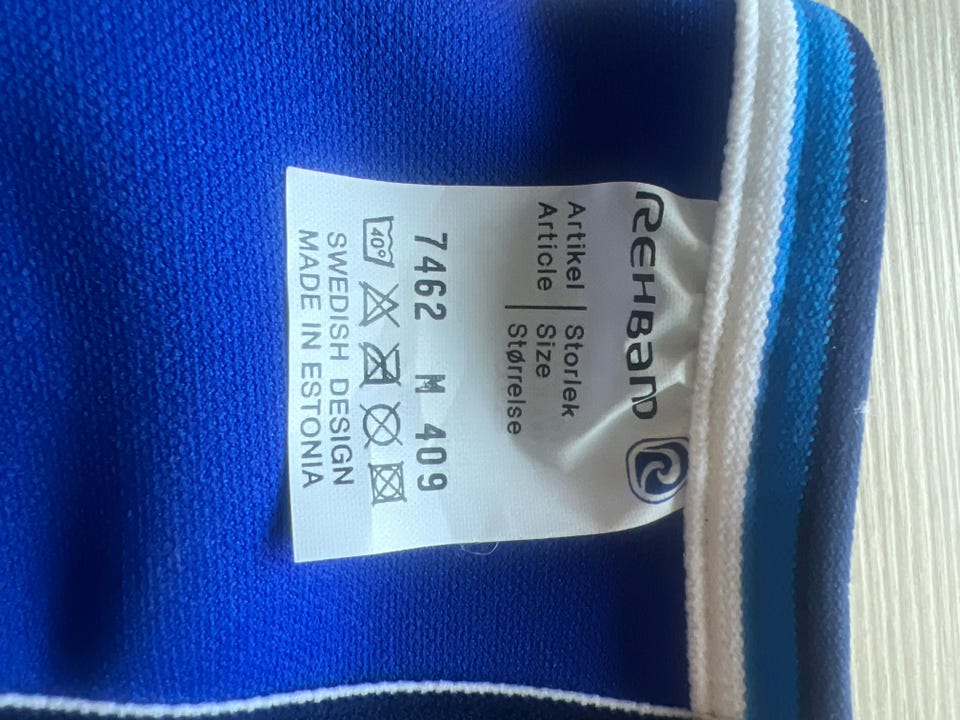 REHBAND
Artikel | Storlek
Article | Size
Størrelse
7462 M 409
40°
SWEDISH DESIGN
MADE IN ESTONIA